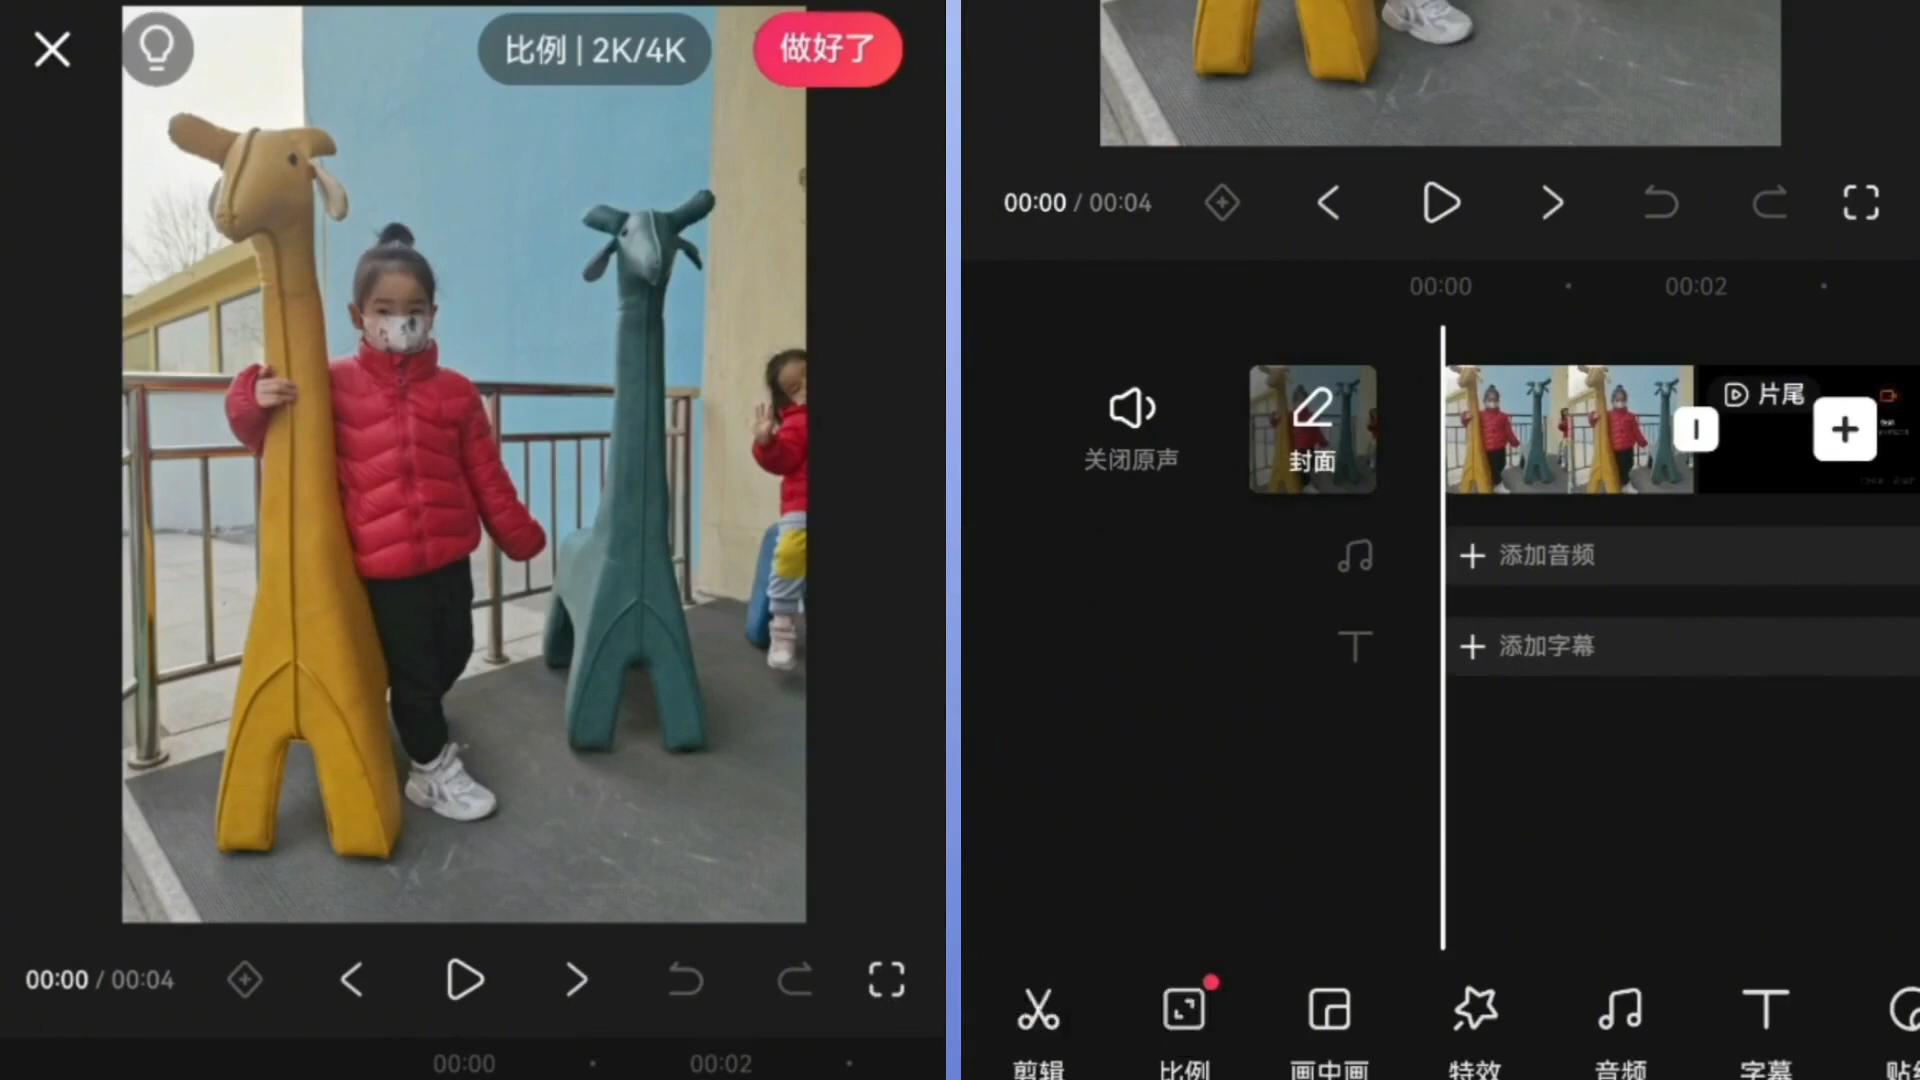 比例 | 2K/4K
做好了
00:00 / 00:04
00:00
00:02
00:00 / 00:04
00:00
00:02
关闭原声
封面
片尾
添加音频
添加字幕
剪辑
比例
画中画
特效
音频
字幕